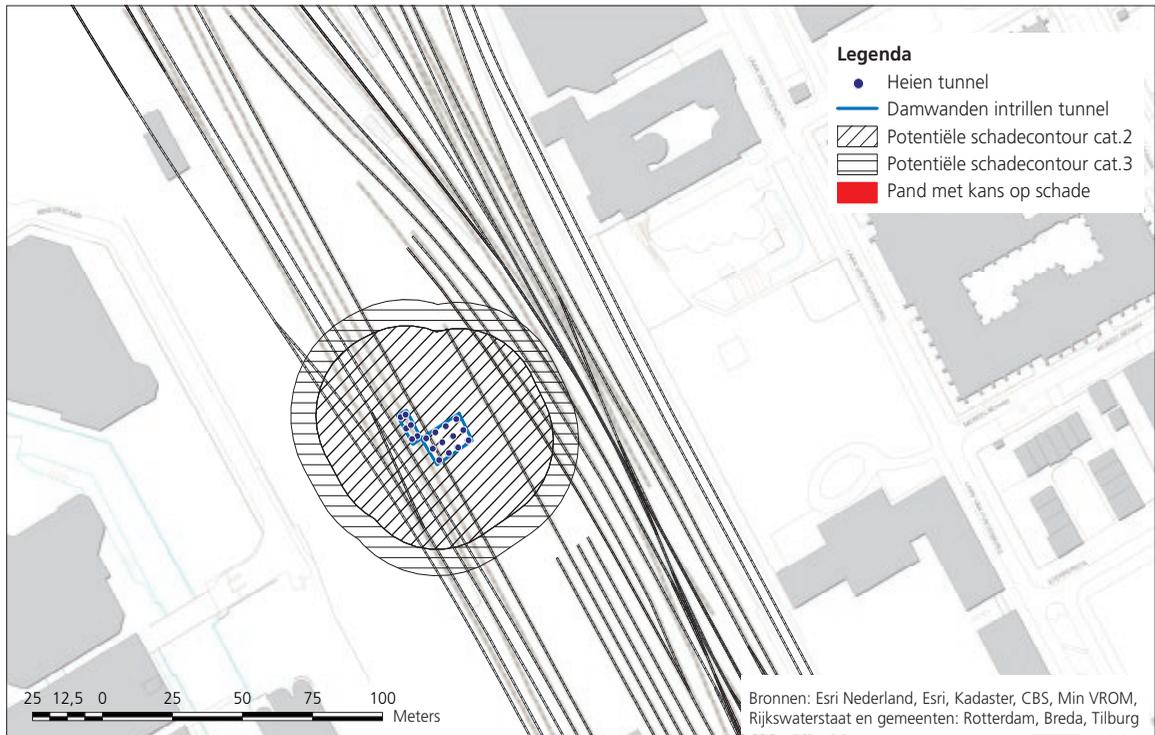 Legenda
Heien tunnel
Damwanden intrillen tunnel
Potentiële schadecontour cat.2
Potentiële schadecontour cat.3
Pand met kans op schade
25 12,5 0 25 50 75 100
Meters
Bronnen: Esri Nederland, Esri, Kadaster, CBS, Min VROM,
Rijkswaterstaat en gemeenten: Rotterdam, Breda, Tilburg